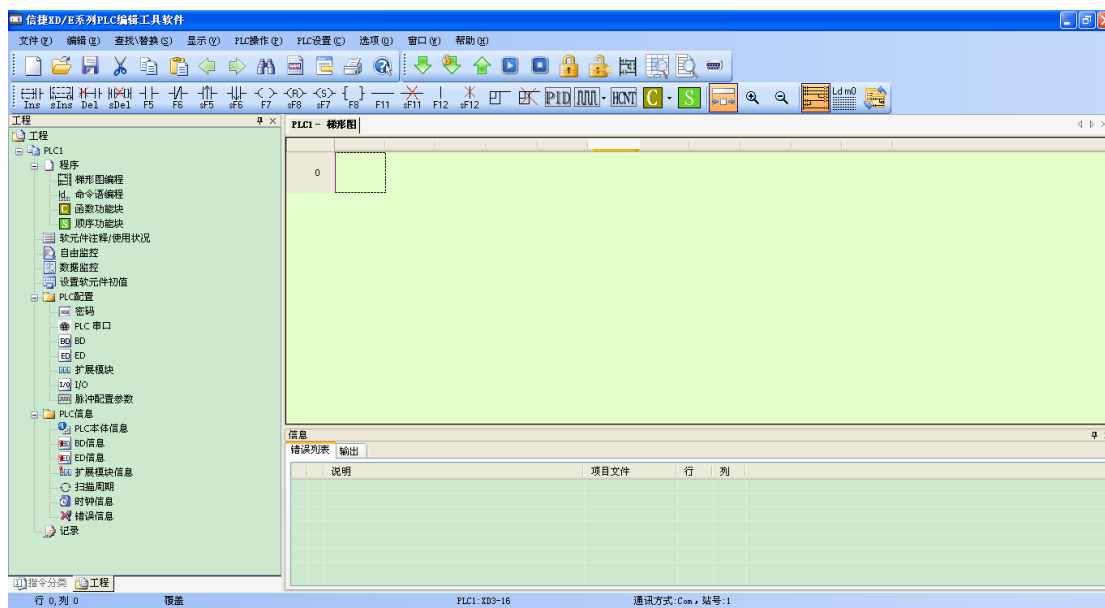 信捷XD/E系列PLC编辑工具软件
文件(F) 编辑(E) 查找\替换(S) 显示(V) PLC操作(P) PLC设置(C) 选项(O) 窗口(W) 帮助(H)
Ins sIns Del sDel F5 F6 sF5 sF6 F7 sF8 sF7 F8 F11 sF11 F12 sF12 PID HCNT C S Ld m0
工程
PLC1 - 梯形图
工程
PLC1
程序
梯形图编程
命令语编程
函数功能块
顺序功能块
软元件注释/使用状况
自由监控
数据监控
设置软元件初值
PLC配置
密码
PLC 串口
BD BD
ED ED
扩展模块
I/O I/O
脉冲配置参数
PLC信息
PLC本体信息
BD信息
ED信息
扩展模块信息
扫描周期
时钟信息
错误信息
记录
指令分类 工程
0
信息
错误列表 输出
说明 项目文件 行 列
行 0,列 0 覆盖 PLC1:XD3-16 通讯方式:Com,站号:1